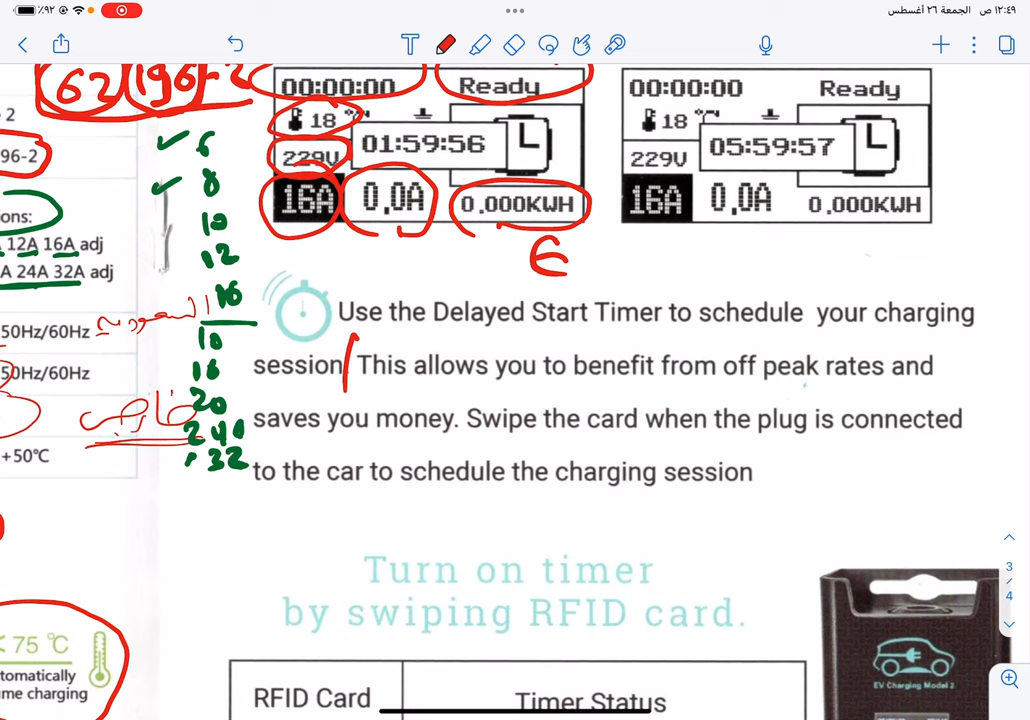 ٪٩٢
١٢:٤٩ ص الجمعة ٢٦ أغسطس
T
62 196-2
2
96-2
ons:
12A 16A adj
A 24A 32A adj
50Hz/60Hz
50Hz/60Hz
+50℃
السعودية
خارجي
6
8
10
12
16
10
16
20
24
32
00:00:00 Ready
18 ℃
01:59:56
229V
16A 0.0A 0.000KWH
E
00:00:00 Ready
18
05:59:57
229V
16A 0.0A 0.000KWH
Use the Delayed Start Timer to schedule your charging
session This allows you to benefit from off peak rates and
saves you money. Swipe the card when the plug is connected
to the car to schedule the charging session
Turn on timer
by swiping RFID card.
RFID Card Timer Status
EV Charging Model 2
< 75 ℃
tomatically
me charging
3
/
4